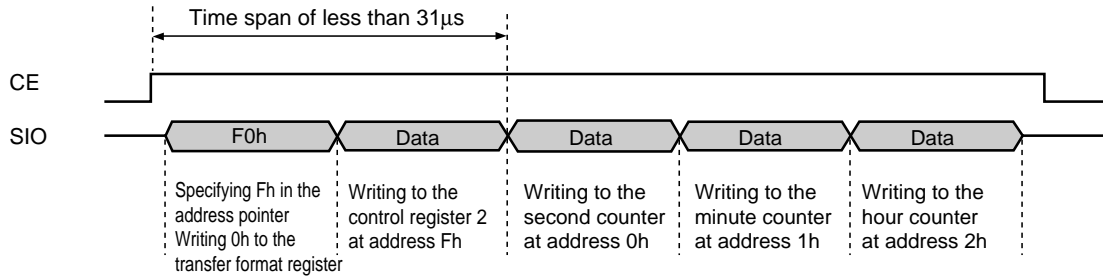 Time span of less than 31μs
CE
SIO
F0h
Data
Data
Data
Data
Specifying Fh in the
address pointer
Writing 0h to the
transfer format register
Writing to the
control register 2
at address Fh
Writing to the
second counter
at address 0h
Writing to the
minute counter
at address 1h
Writing to the
hour counter
at address 2h